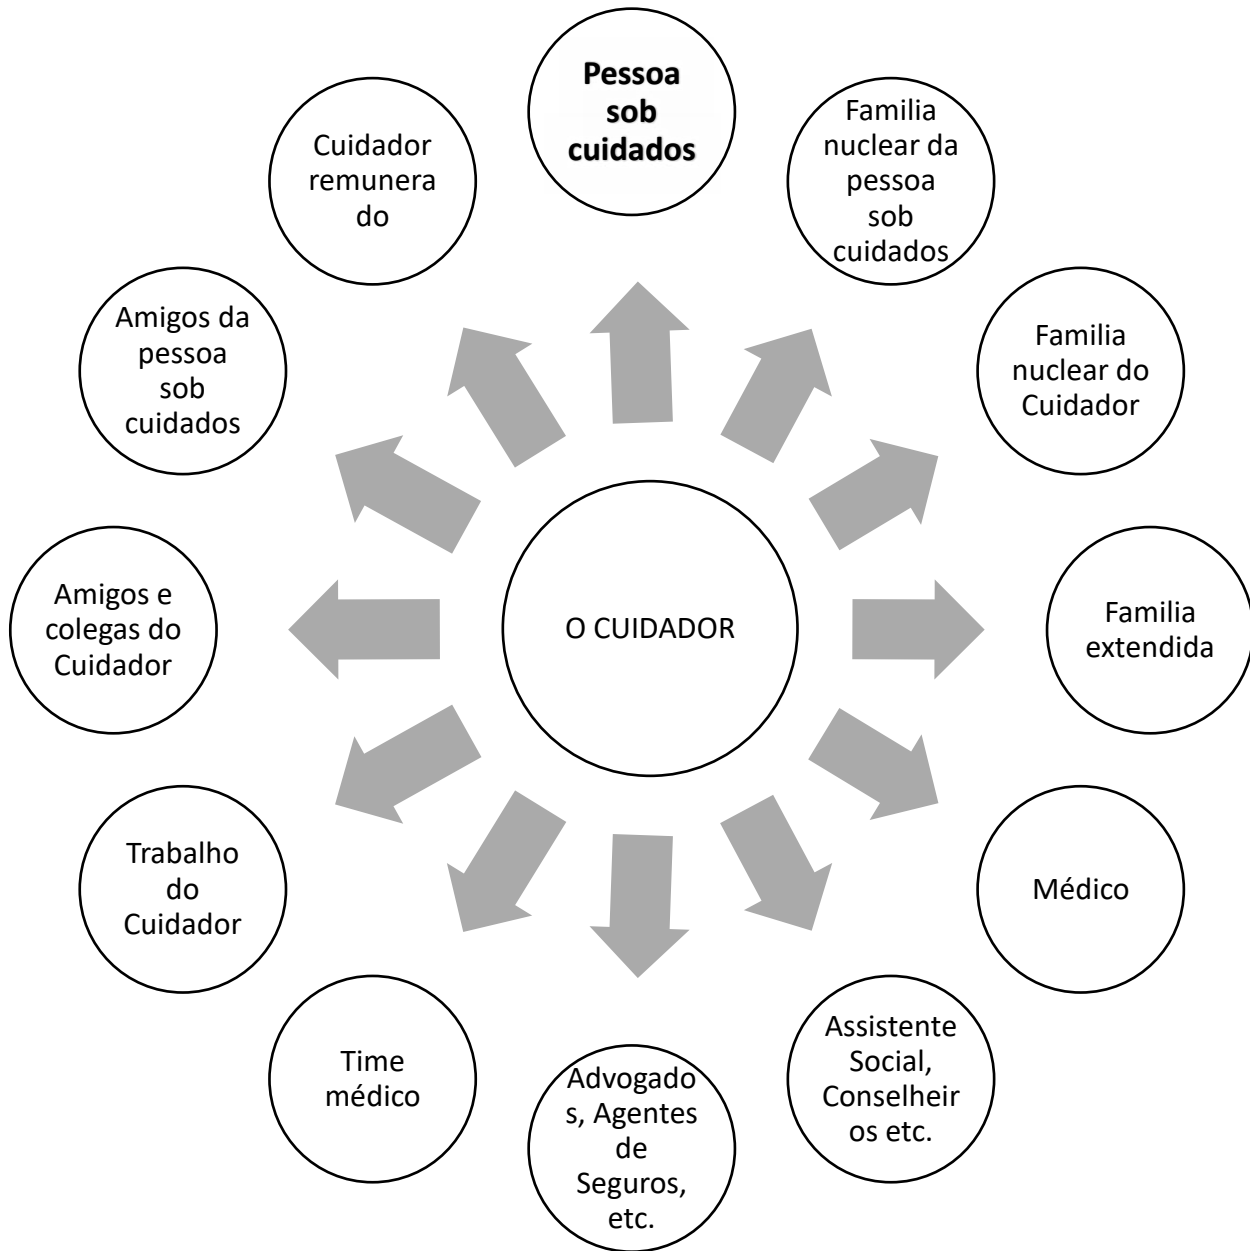 Pessoa
sob
cuidados
Familia
nuclear da
pessoa
sob
cuidados
Familia
nuclear do
Cuidador
Familia
extendida
Médico
Assistente
Social,
Conselheir
os etc.
Advogado
s, Agentes
de
Seguros,
etc.
Time
médico
Trabalho
do
Cuidador
Amigos e
colegas do
Cuidador
Amigos da
pessoa
sob
cuidados
Cuidador
remunera
do
O CUIDADOR